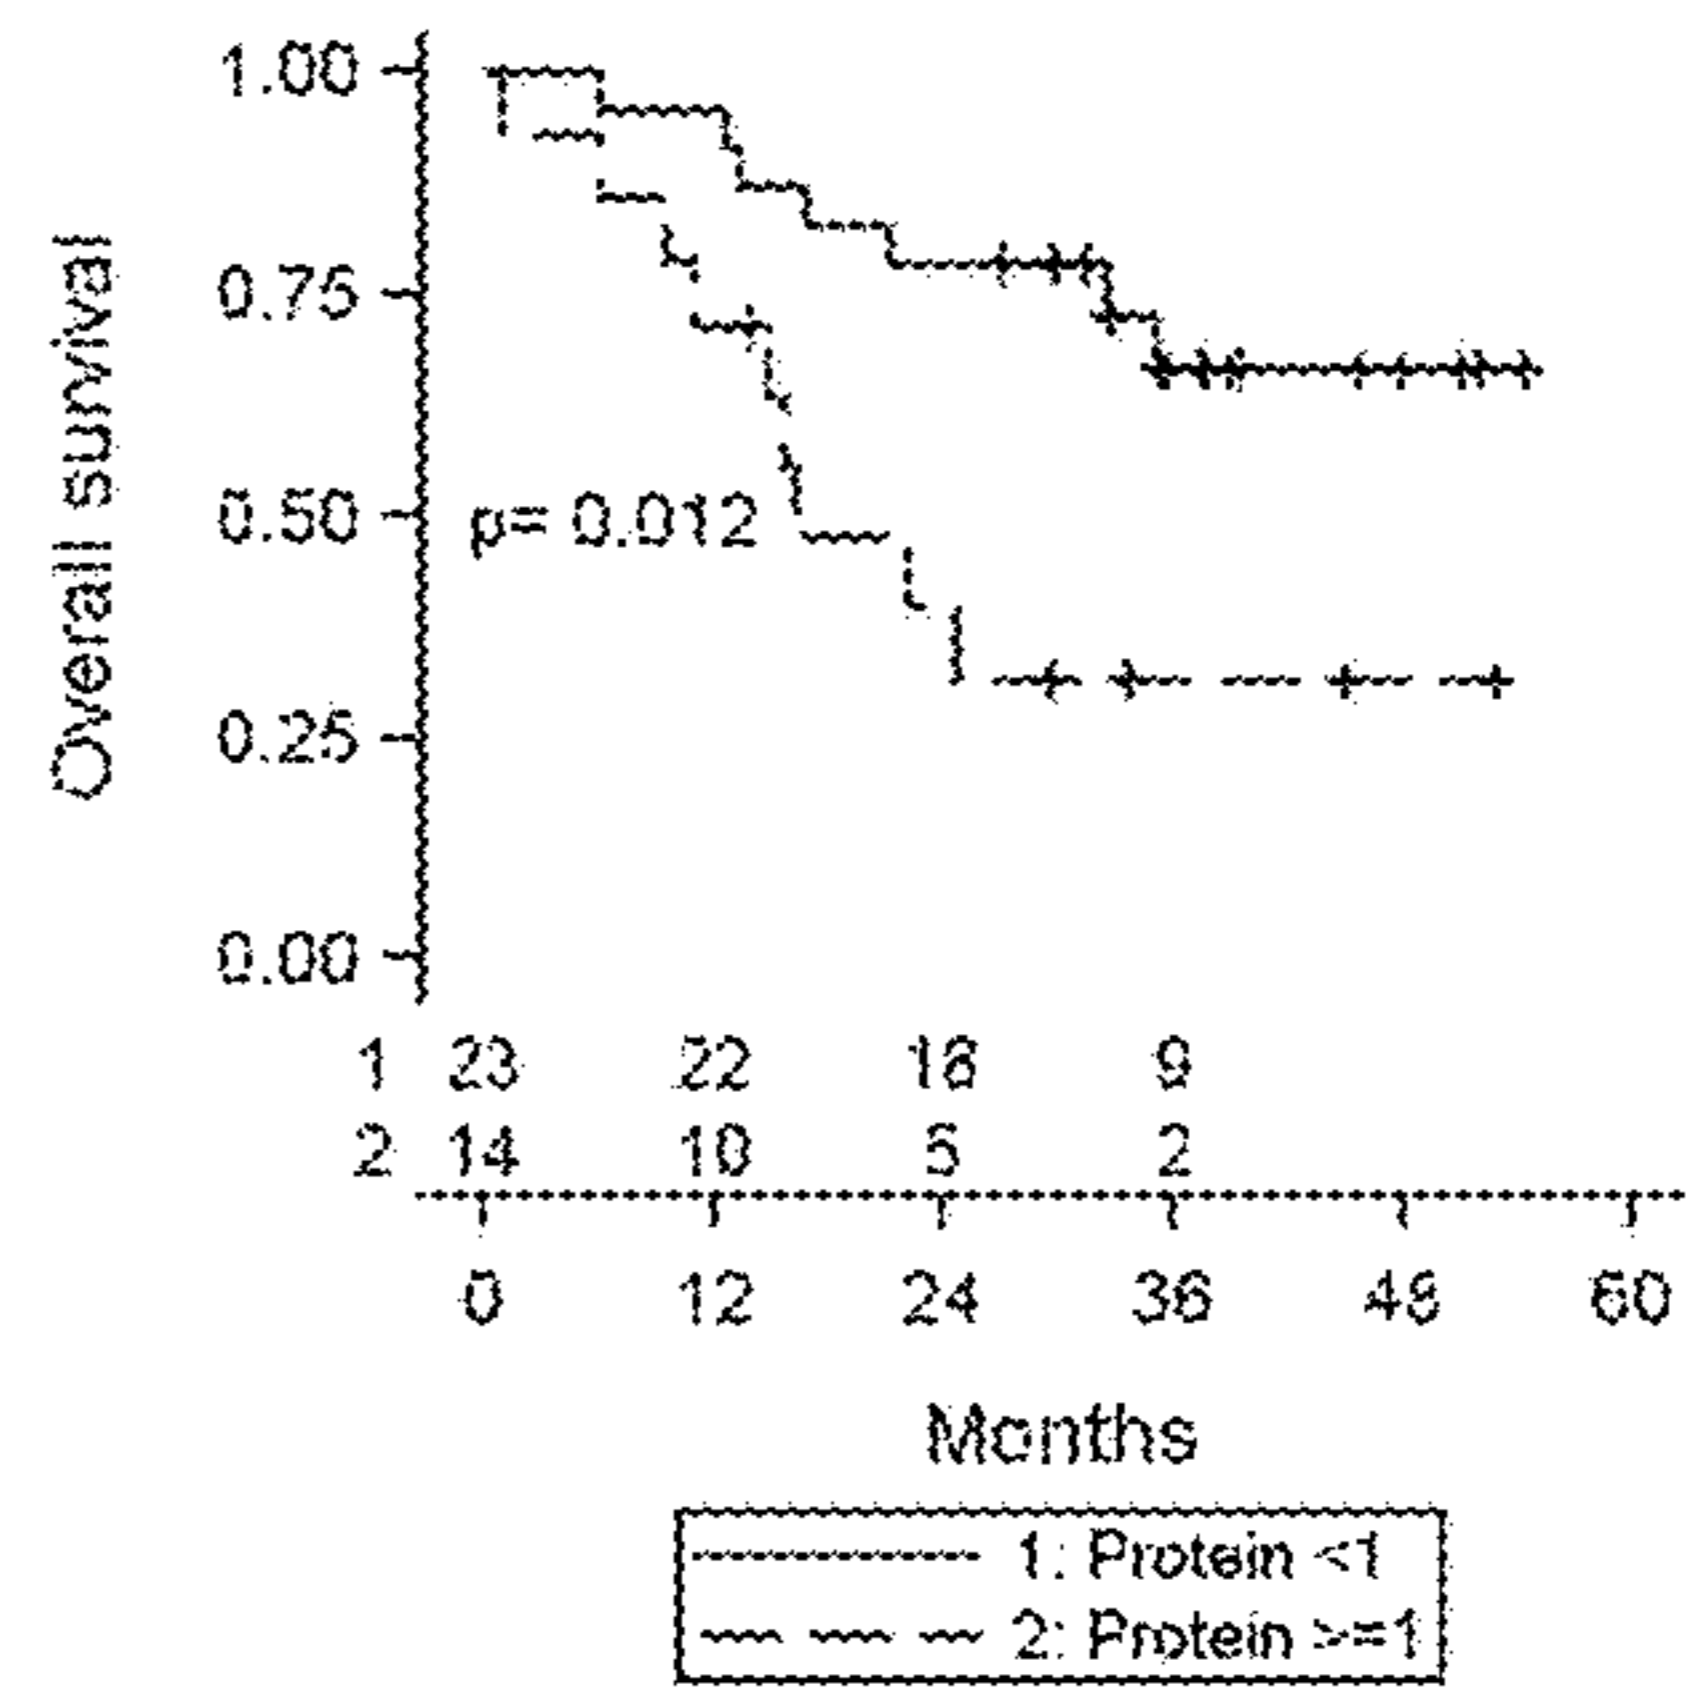 Overall survival
1.00
0.75
0.50
0.25
0.00
p= 0.012
1 23 22 18 9
2 14 10 5 2
0 12 24 36 48 60
Months
1: Protein <1
2: Protein >=1